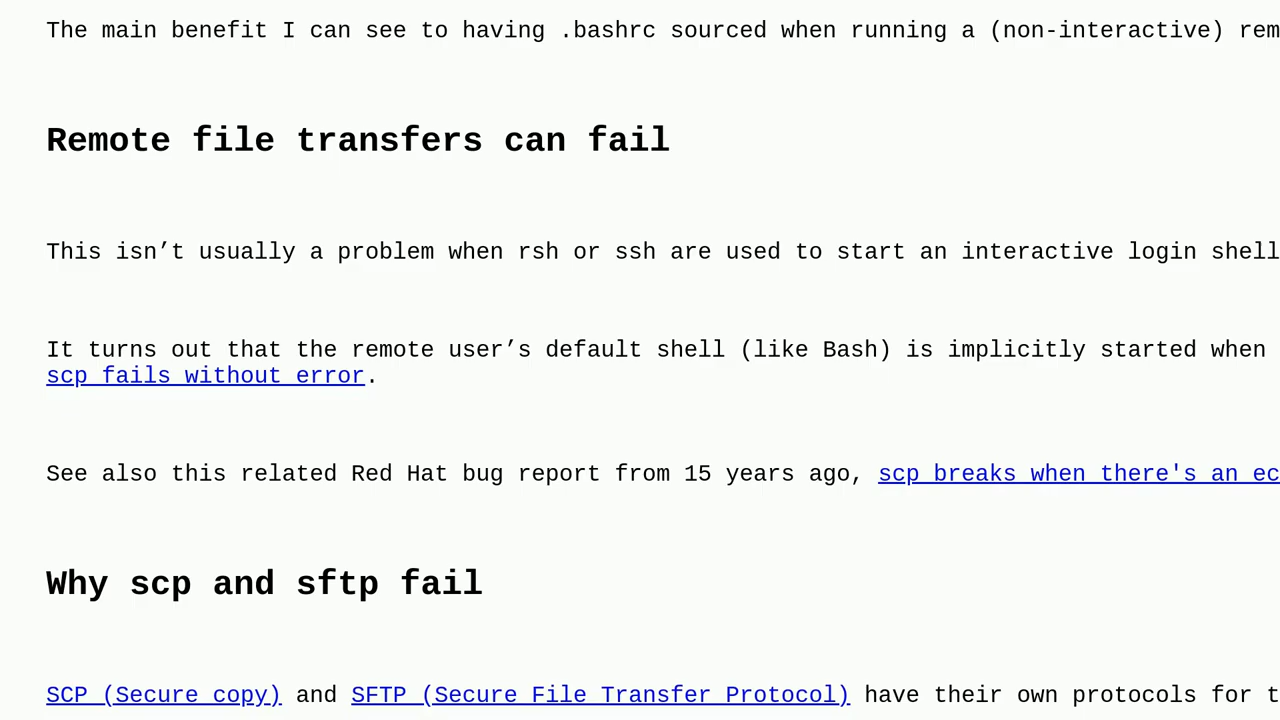 The main benefit I can see to having .bashrc sourced when running a (non-interactive) rem
Remote file transfers can fail
This isn’t usually a problem when rsh or ssh are used to start an interactive login shell
It turns out that the remote user’s default shell (like Bash) is implicitly started when
scp fails without error.
See also this related Red Hat bug report from 15 years ago, scp breaks when there's an ec
Why scp and sftp fail
SCP (Secure copy) and SFTP (Secure File Transfer Protocol) have their own protocols for t